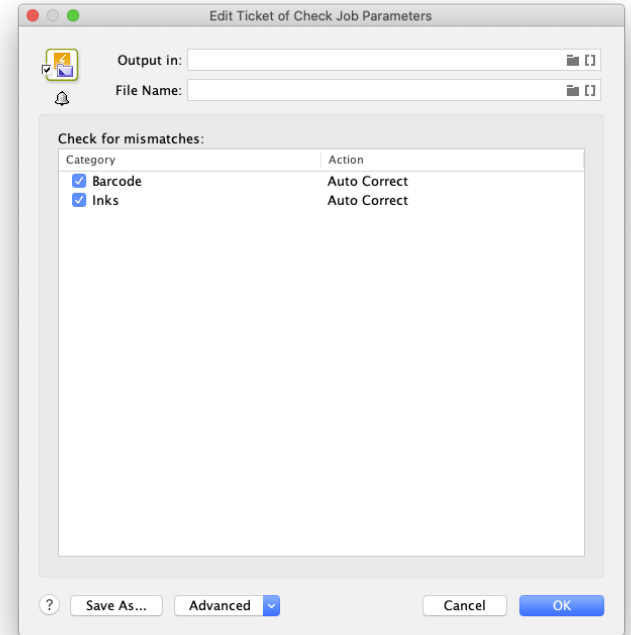 Edit Ticket of Check Job Parameters
Output in:
File Name:
Check for mismatches:
Category Action
Barcode Auto Correct
Inks Auto Correct
? Save As... Advanced Cancel OK